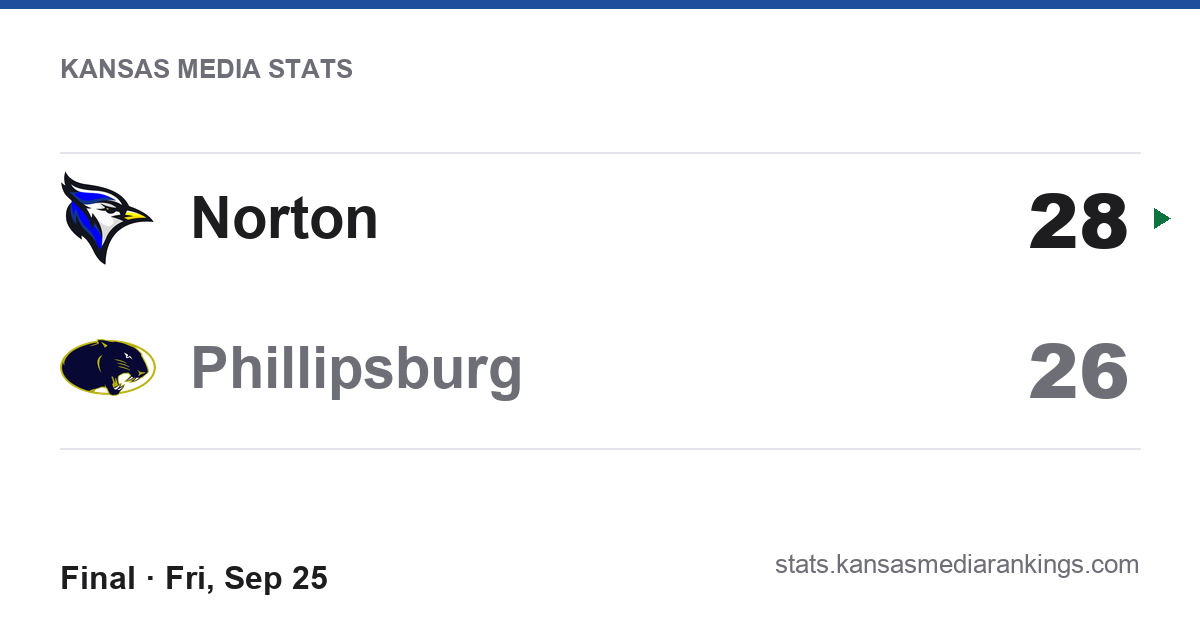 KANSAS MEDIA STATS
Norton 28
Phillipsburg 26
Final · Fri, Sep 25
stats.kansasmediarankings.com